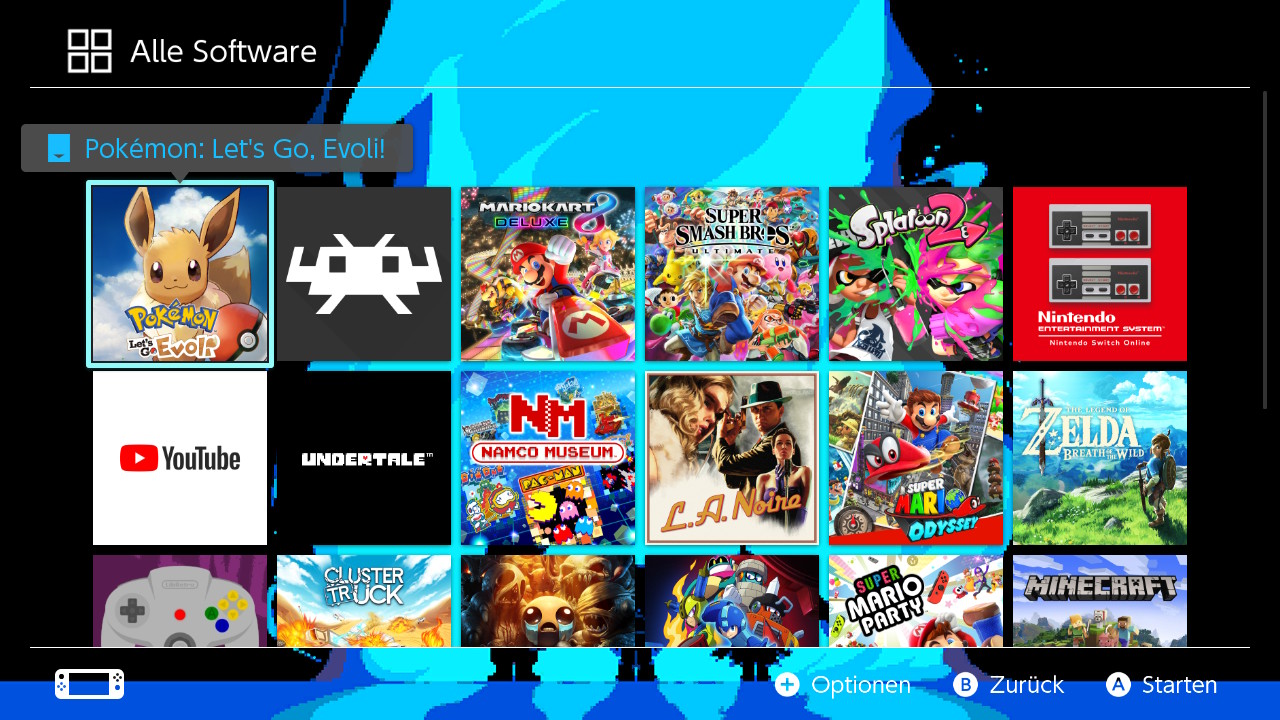 Alle Software
Pokémon: Let's Go, Evoli!
POKéMON
Let's Go Evoli
MARIOKART 8
DELUXE
SUPER
SMASH BROS.
ULTIMATE
Splatoon 2
Nintendo
ENTERTAINMENT SYSTEM™
Nintendo Switch Online
YouTube
UNDERTALE™
NM
NAMCO MUSEUM
PAC-MAN
L.A. Noire
SUPER
MARIO
ODYSSEY
THE LEGEND OF
ZELDA
BREATH OF THE WILD
CLUSTER
TRUCK
SUPER
MARIO
PARTY
MINECRAFT
+ Optionen
B Zurück
A Starten